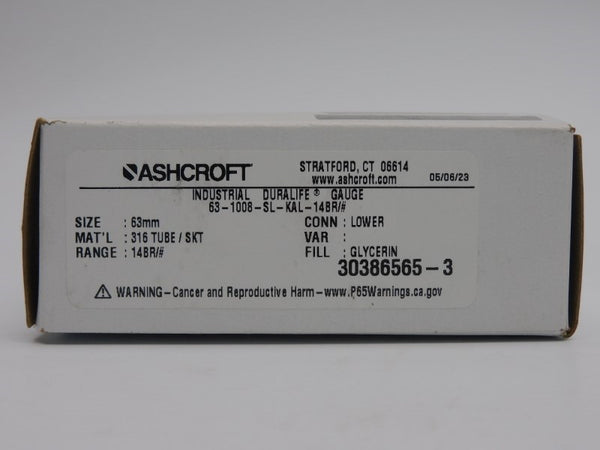 ASHCROFT
STRATFORD, CT 06614
www.ashcroft.com
05/06/23
INDUSTRIAL DURALIFE® GAUGE
63-1008-SL-KAL-14BR/#
SIZE : 63mm
CONN : LOWER
MAT'L : 316 TUBE / SKT
VAR :
RANGE : 14BR/#
FILL : GLYCERIN
30386565-3
⚠ WARNING-Cancer and Reproductive Harm-www.P65Warnings.ca.gov